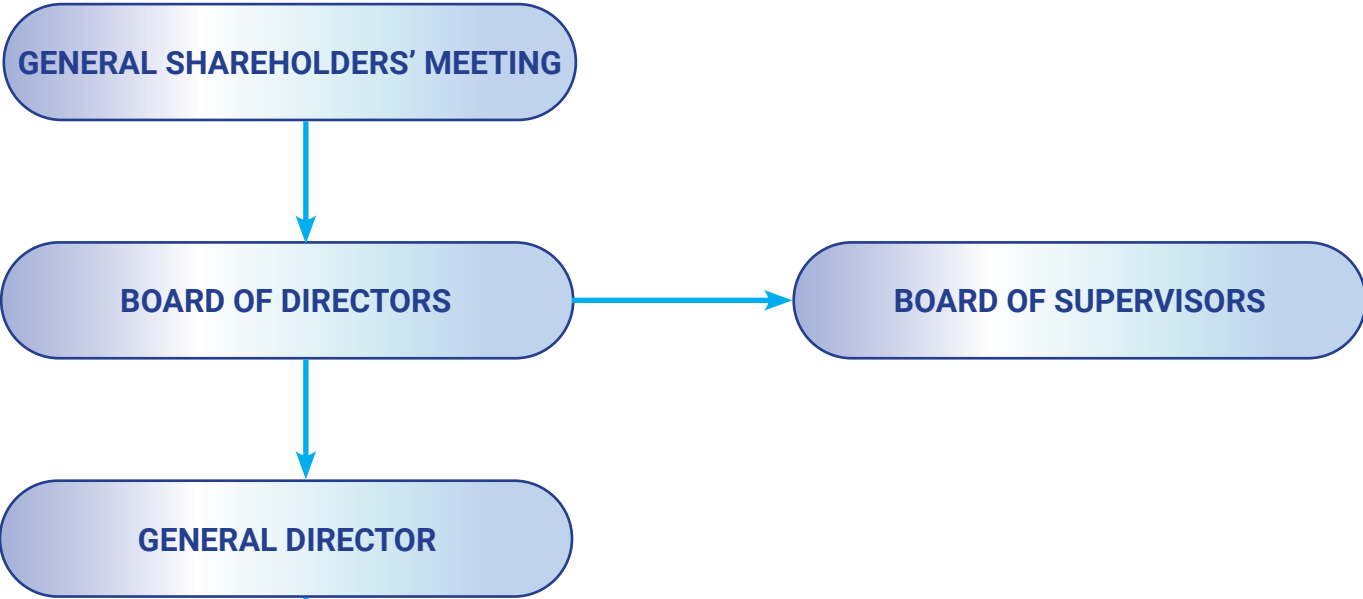 GENERAL SHAREHOLDERS’ MEETING
BOARD OF DIRECTORS
BOARD OF SUPERVISORS
GENERAL DIRECTOR